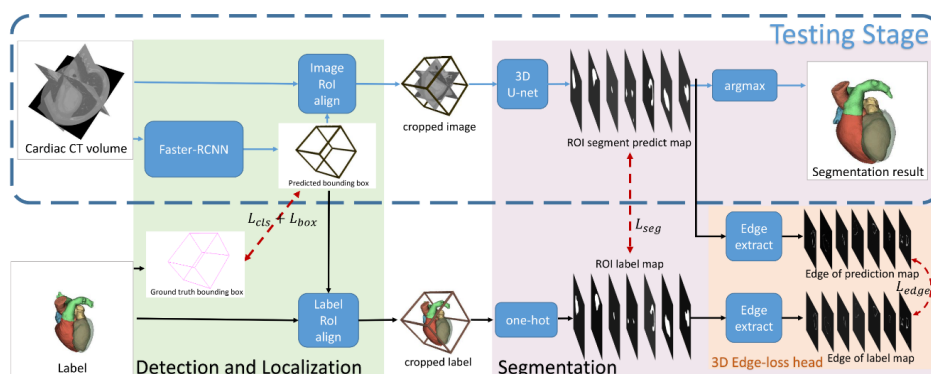 Testing Stage
Image
RoI
align
3D
U-net
argmax
cropped image
Cardiac CT volume
Faster-RCNN
ROI segment predict map
Segmentation result
Predicted bounding box
L_cls + L_box
L_seg
Edge
extract
ROI label map
Ground truth bounding box
Edge of prediction map
L_edge
Label
RoI
align
one-hot
Edge
extract
cropped label
Label
Detection and Localization
Segmentation
3D Edge-loss head
Edge of label map